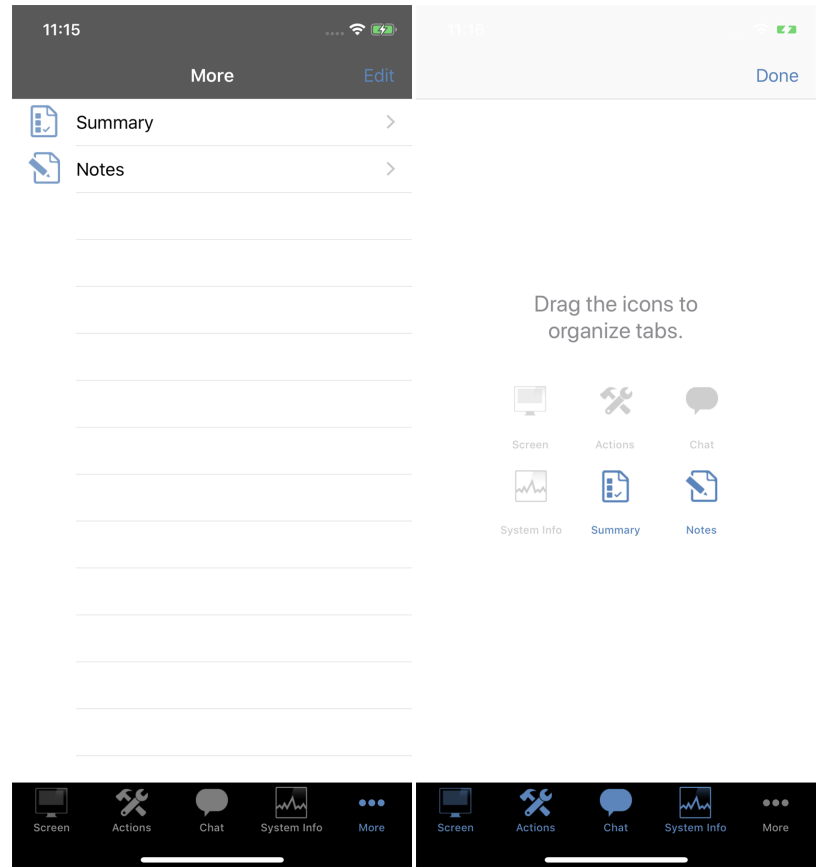 11:15
More
Edit
Summary
Notes
Screen
Actions
Chat
System Info
More
Done
Drag the icons to
organize tabs.
Screen
Actions
Chat
System Info
Summary
Notes
Screen
Actions
Chat
System Info
More